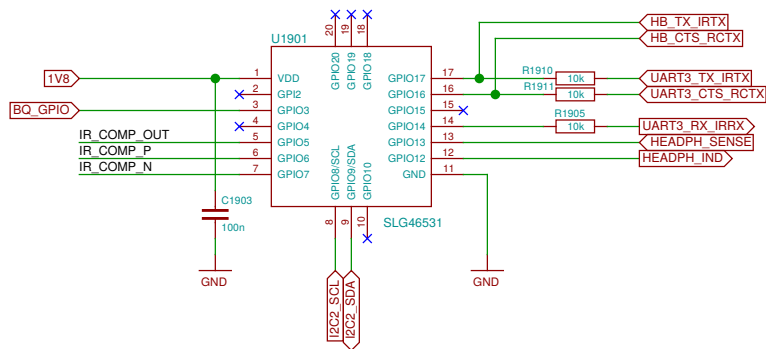 HB_TX_IRTX
HB_CTS_RCTX
U1901
20 19 18
GPIO20 GPIO19 GPIO18
1V8 1 VDD GPIO17 17 R1910 10k UART3_TX_IRTX
2 GPI2 GPIO16 16 R1911 10k UART3_CTS_RCTX
BQ_GPIO 3 GPIO3 GPIO15 15
4 GPIO4 GPIO14 14 R1905 10k UART3_RX_IRRX
IR_COMP_OUT 5 GPIO5 GPIO13 13 HEADPH_SENSE
IR_COMP_P 6 GPIO6 GPIO12 12 HEADPH_IND
IR_COMP_N 7 GPIO7 GND 11
GPIO8/SCL GPIO9/SDA GPIO10
8 9 10
C1903
100n
SLG46531
GND
GND
I2C2_SCL
I2C2_SDA